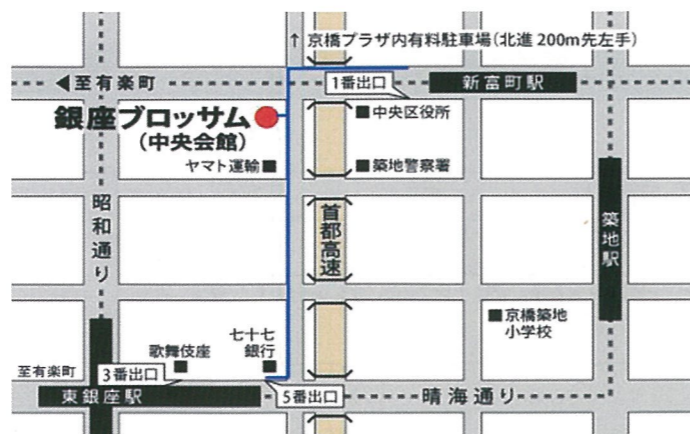 ↑ 京橋プラザ内有料駐車場(北進 200m先左手)
◀至有楽町
1番出口
新富町駅
銀座ブロッサム
(中央会館)
■中央区役所
ヤマト運輸■
■築地警察署
昭和通り
首都高速
築地駅
■京橋築地
小学校
七十七
銀行
歌舞伎座
至有楽町
3番出口
東銀座駅
5番出口
晴海通り